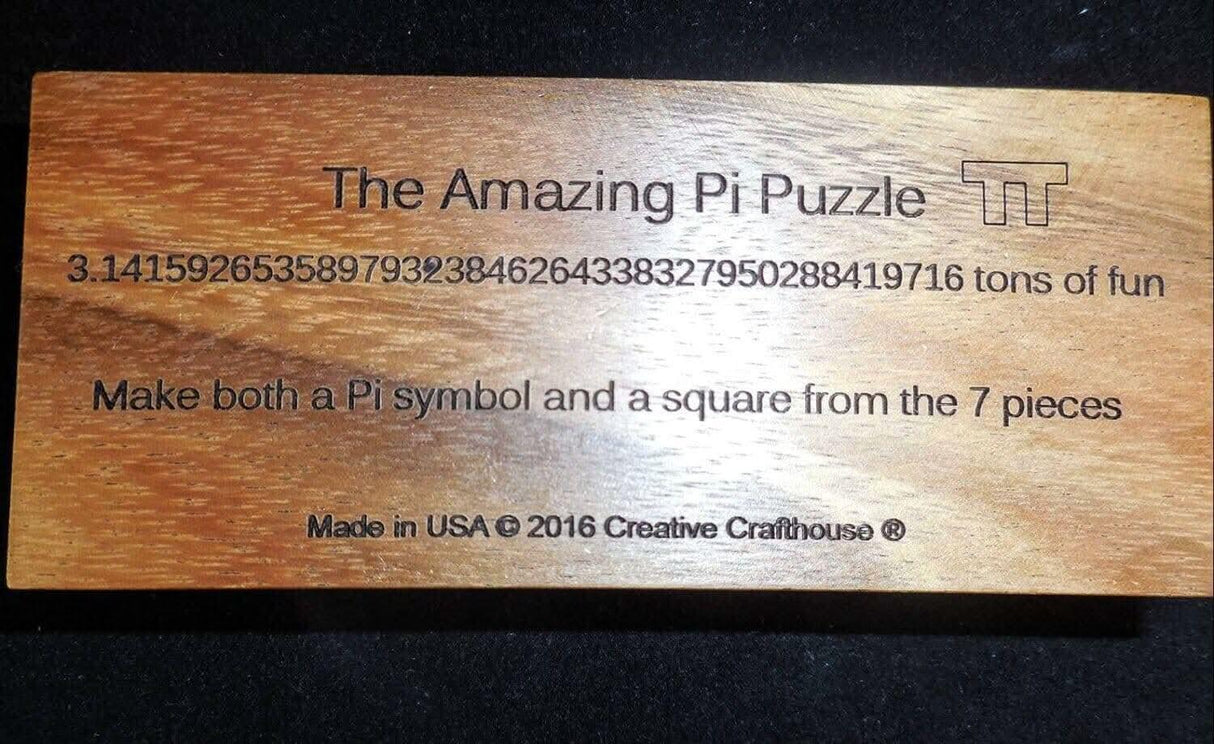 The Amazing Pi Puzzle
3.14159265358979323846264338327950288419716 tons of fun
Make both a Pi symbol and a square from the 7 pieces
Made in USA © 2016 Creative Crafthouse ®